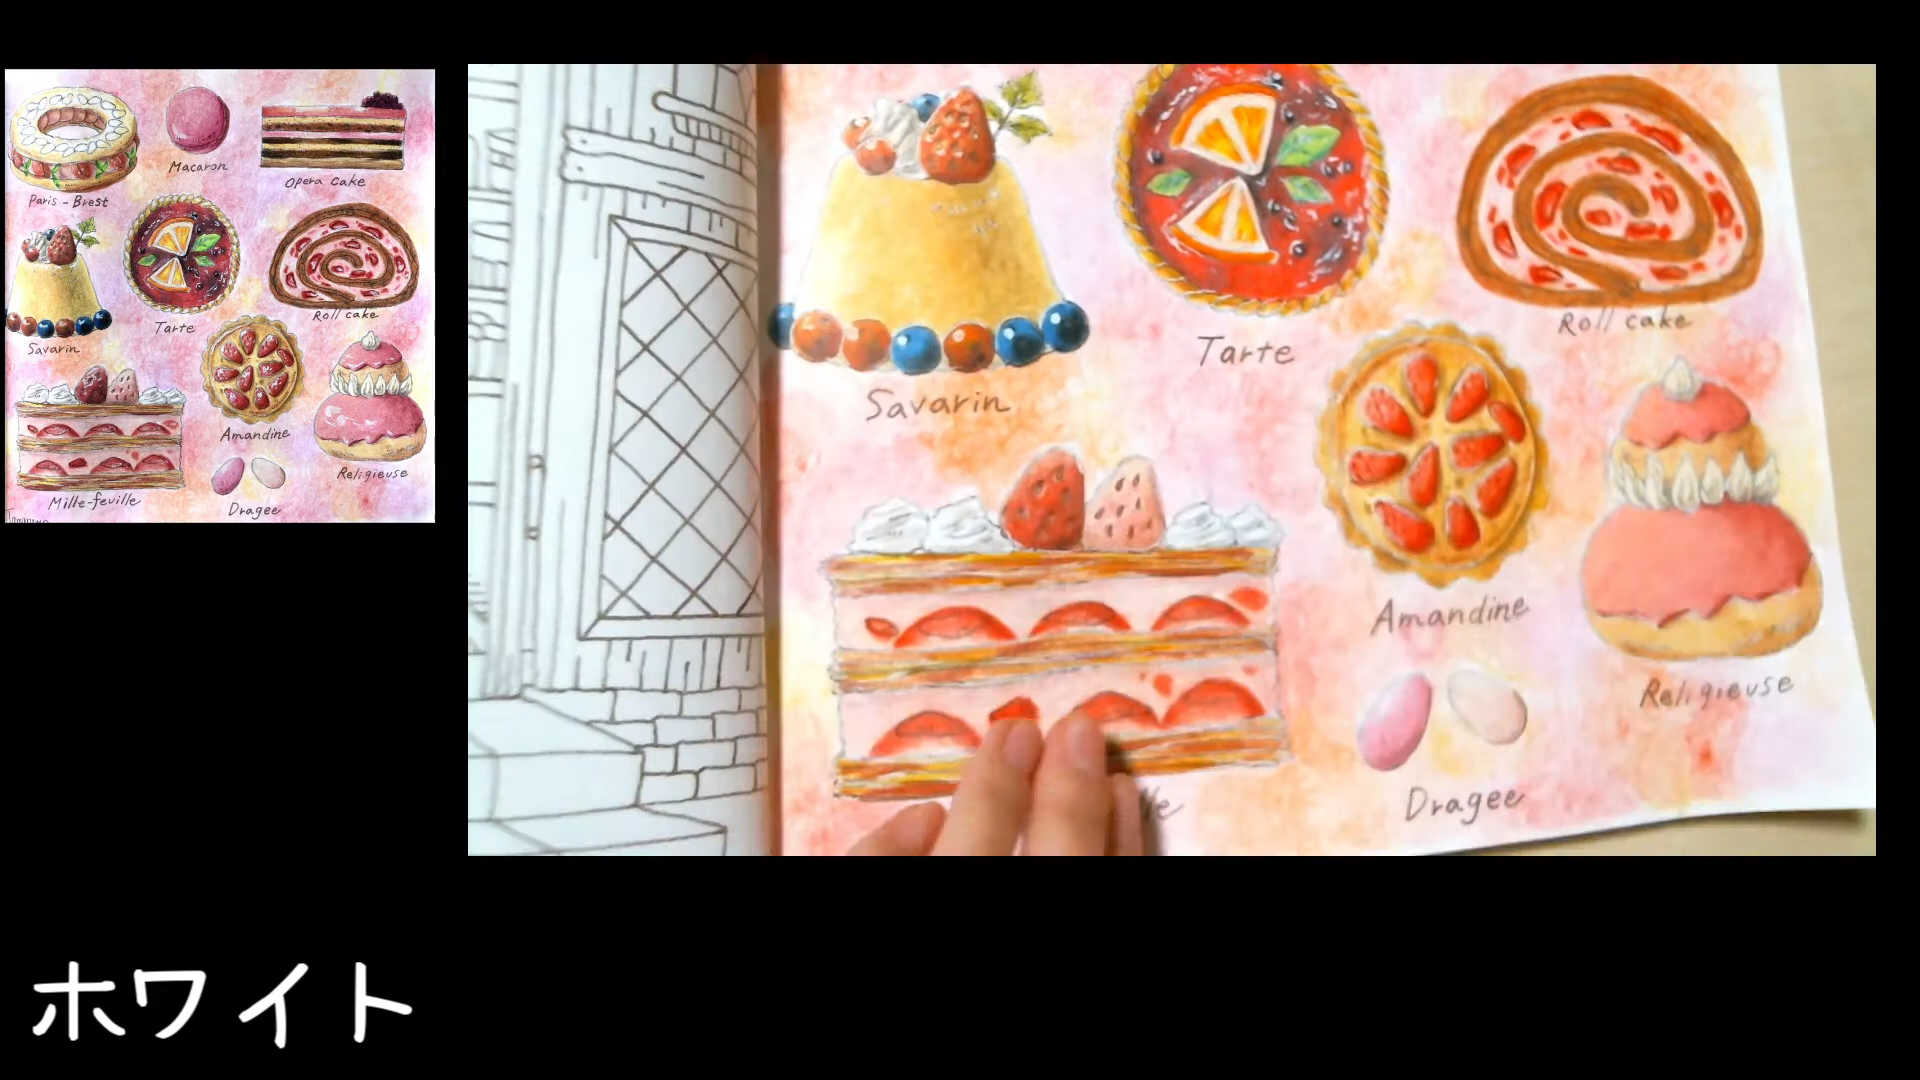 Paris-Brest
Macaron
Opera cake
Savarin
Tarte
Roll cake
Mille-feuille
Amandine
Dragee
Religieuse
Savarin
Tarte
Roll cake
Amandine
Religieuse
le
Dragee
ホワイト